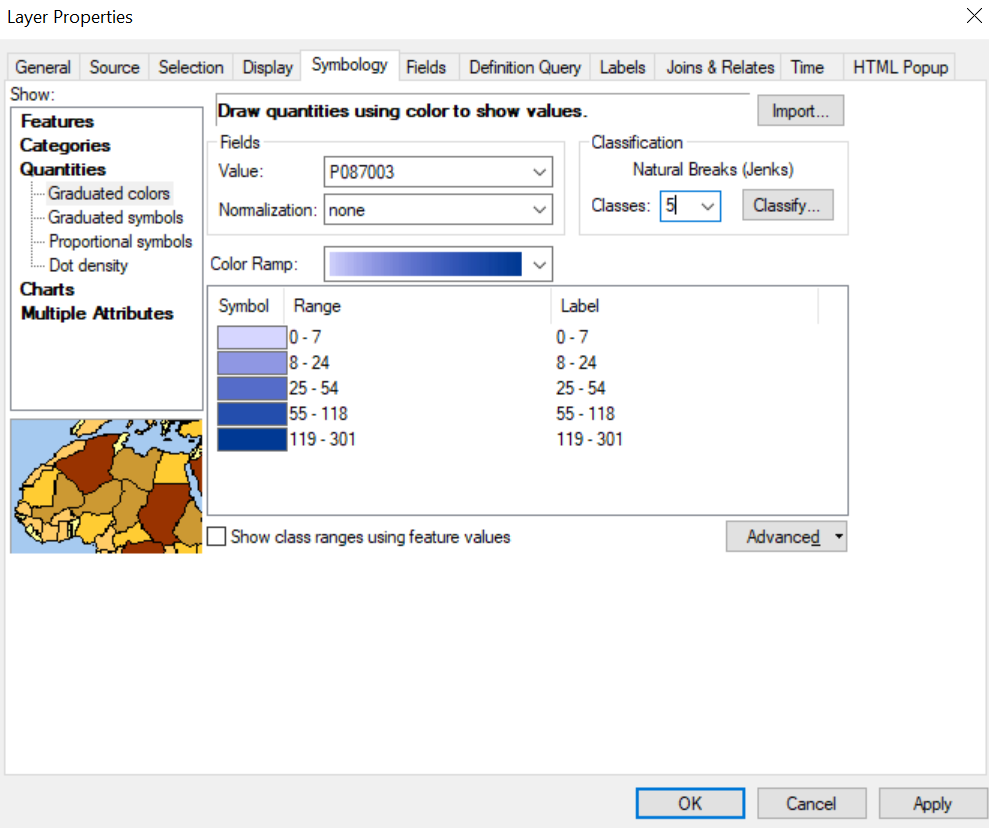 Layer Properties
General Source Selection Display Symbology Fields Definition Query Labels Joins & Relates Time HTML Popup
Show:
Features
Categories
Quantities
Graduated colors
Graduated symbols
Proportional symbols
Dot density
Charts
Multiple Attributes
Draw quantities using color to show values.
Import...
Fields
Value: P087003
Normalization: none
Classification
Natural Breaks (Jenks)
Classes: 5 Classify...
Color Ramp:
Symbol Range Label
0 - 7 0 - 7
8 - 24 8 - 24
25 - 54 25 - 54
55 - 118 55 - 118
119 - 301 119 - 301
Show class ranges using feature values
Advanced
OK Cancel Apply